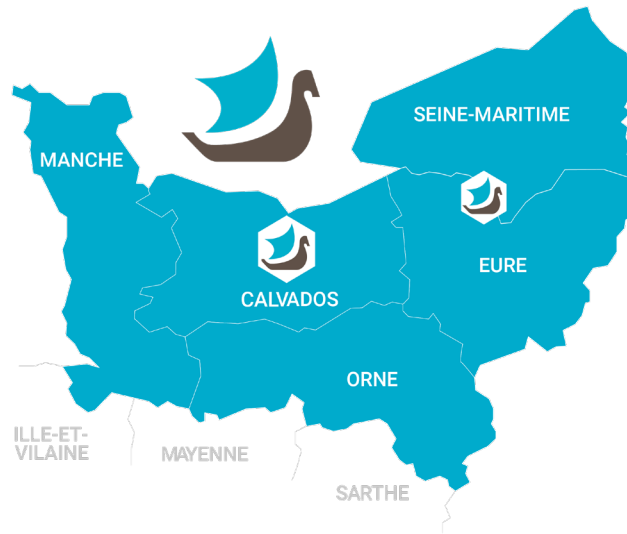 SEINE-MARITIME
MANCHE
EURE
CALVADOS
ORNE
ILLE-ET-
VILAINE
MAYENNE
SARTHE